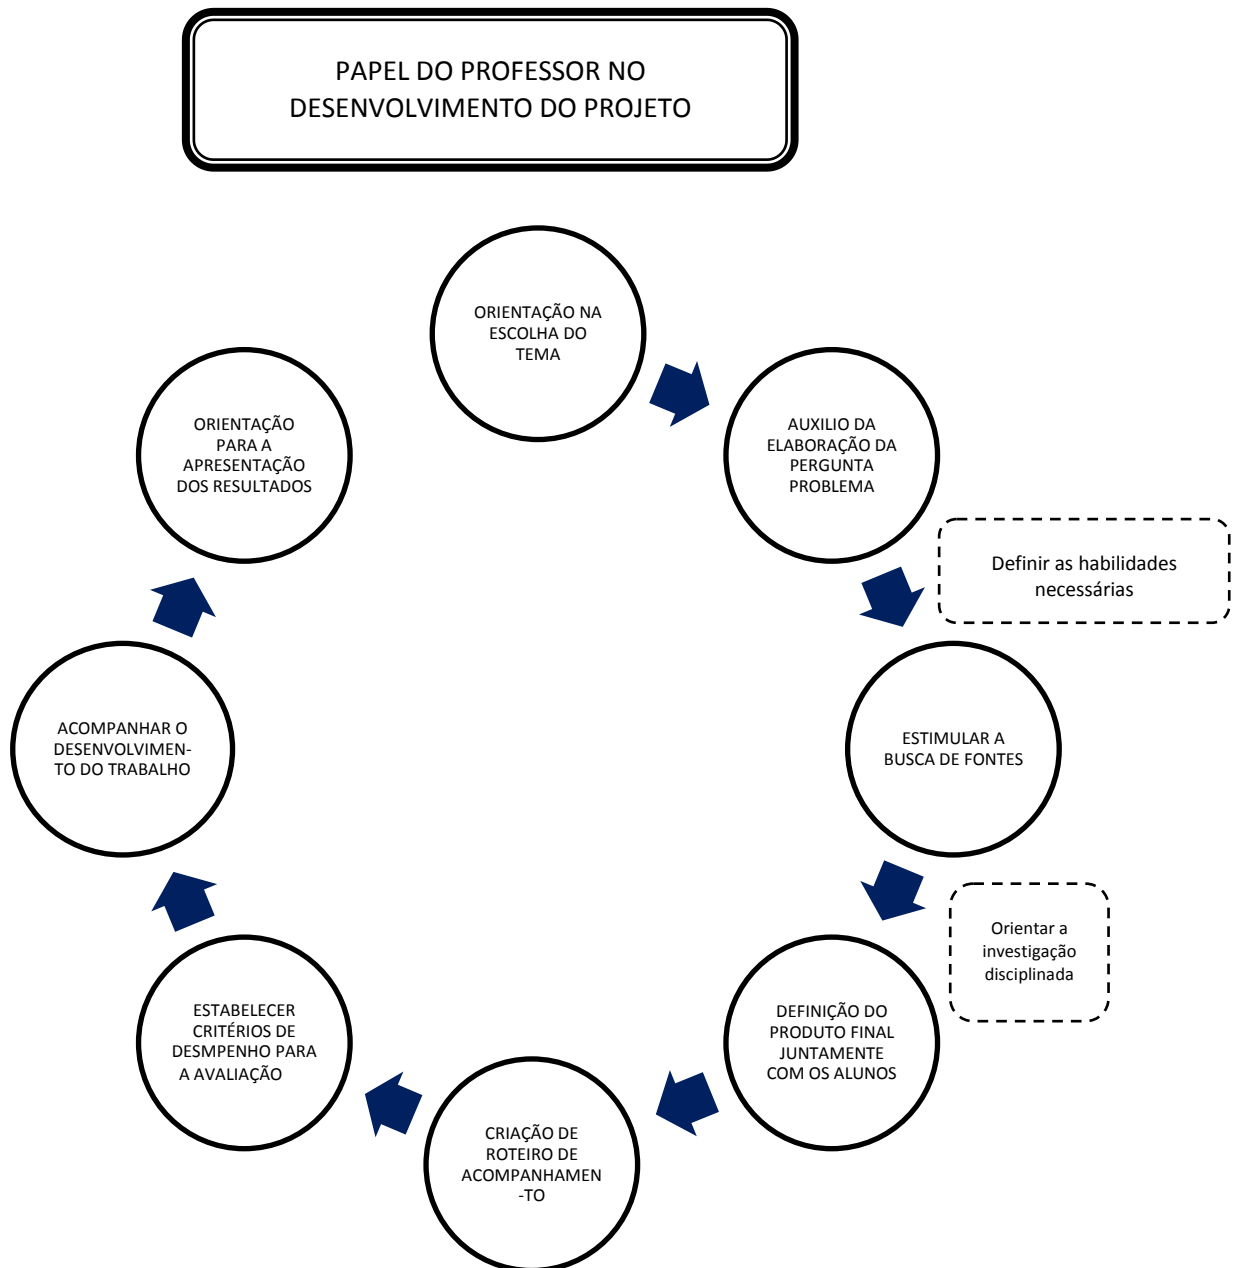 PAPEL DO PROFESSOR NO
DESENVOLVIMENTO DO PROJETO
ORIENTAÇÃO NA
ESCOLHA DO
TEMA
AUXILIO DA
ELABORAÇÃO DA
PERGUNTA
PROBLEMA
Definir as habilidades
necessárias
ESTIMULAR A
BUSCA DE FONTES
Orientar a
investigação
disciplinada
DEFINIÇÃO DO
PRODUTO FINAL
JUNTAMENTE
COM OS ALUNOS
CRIAÇÃO DE
ROTEIRO DE
ACOMPANHAMEN
-TO
ESTABELECER
CRITÉRIOS DE
DESMPENHO PARA
A AVALIAÇÃO
ACOMPANHAR O
DESENVOLVIMEN-
TO DO TRABALHO
ORIENTAÇÃO
PARA A
APRESENTAÇÃO
DOS RESULTADOS